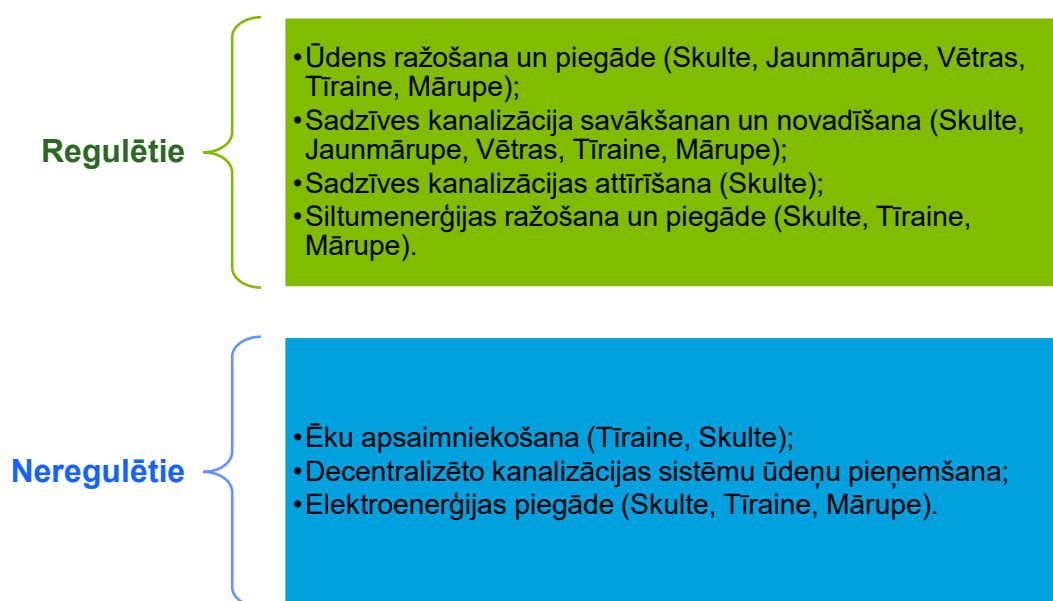 Regulētie
•Ūdens ražošana un piegāde (Skulte, Jaunmārupe, Vētras,
Tīraine, Mārupe);
•Sadzīves kanalizācija savākšanan un novadīšana (Skulte,
Jaunmārupe, Vētras, Tīraine, Mārupe);
•Sadzīves kanalizācijas attīrīšana (Skulte);
•Siltumenerģijas ražošana un piegāde (Skulte, Tīraine,
Mārupe).
Neregulētie
•Ēku apsaimniekošana (Tīraine, Skulte);
•Decentralizēto kanalizācijas sistēmu ūdeņu pieņemšana;
•Elektroenerģijas piegāde (Skulte, Tīraine, Mārupe).